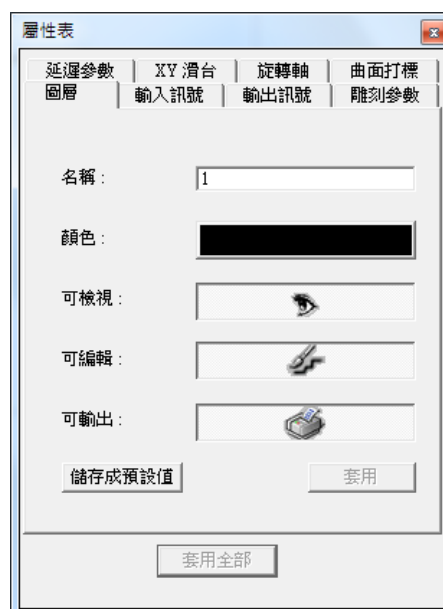 屬性表
延遲參數 XY 滑台 旋轉軸 曲面打標
圖層 輸入訊號 輸出訊號 雕刻參數
名稱：
1
顏色：
可檢視：
可編輯：
可輸出：
儲存成預設值 套用
套用全部